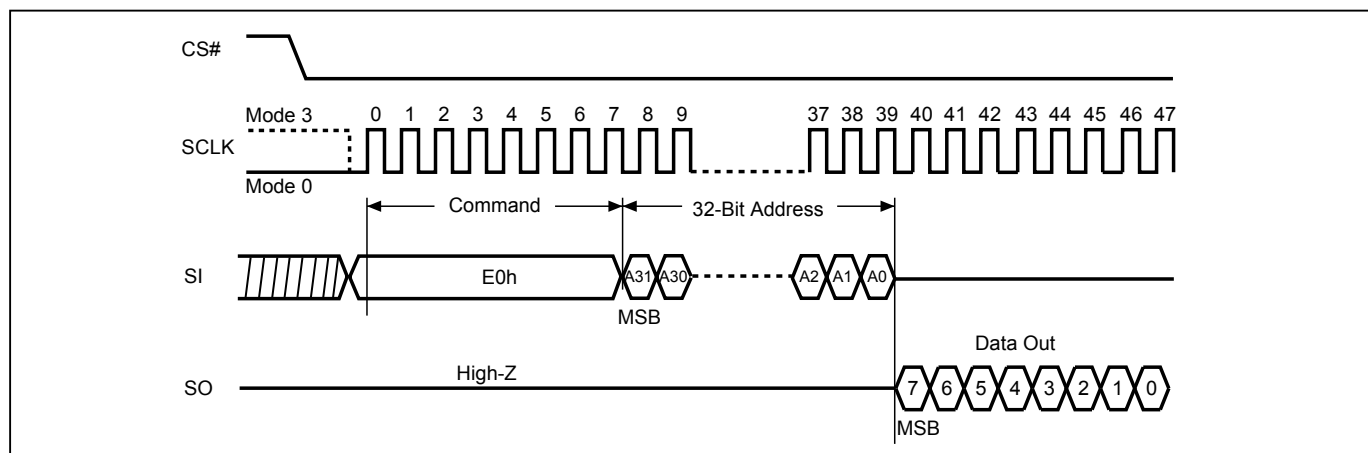 CS#
Mode 3
0 1 2 3 4 5 6 7 8 9 37 38 39 40 41 42 43 44 45 46 47
SCLK
Mode 0
Command
32-Bit Address
SI
E0h
A31 A30 A2 A1 A0
MSB
Data Out
High-Z
SO
7 6 5 4 3 2 1 0
MSB